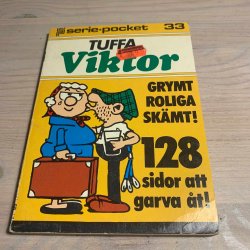 serie-pocket 33
TUFFA
Viktor
GRYMT
ROLIGA
SKÄMT!
128
sidor att
garva åt!